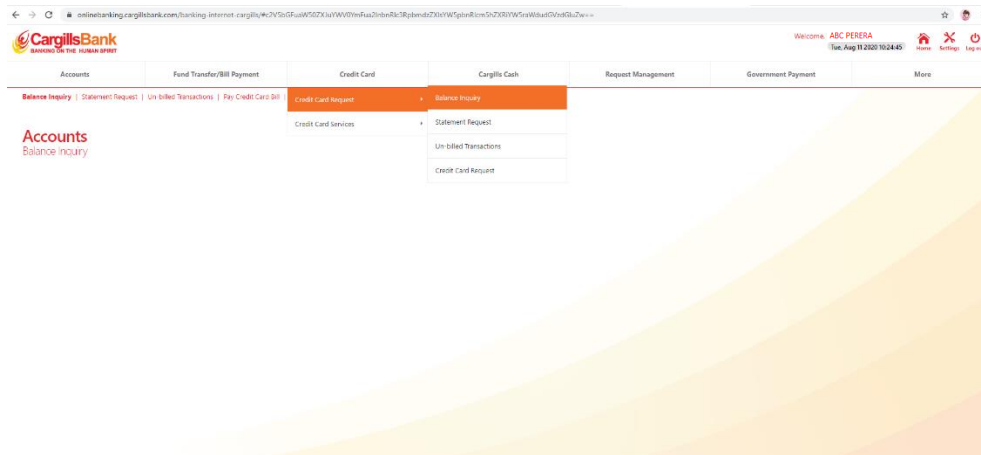 onlinebanking.cargillsbank.com/banking-internet-cargills/
CargillsBank
BANKING ON THE HUMAN SPIRIT
Welcome, ABC PERERA
Tue, Aug 11 2020 10:24:45
Home Settings Log out
Accounts Fund Transfer/Bill Payment Credit Card Cargills Cash Request Management Government Payment More
Balance Inquiry | Statement Request | Un-billed Transactions | Pay Credit Card Bill |
Credit Card Request
Credit Card Services
Balance Inquiry
Statement Request
Un-billed Transactions
Credit Card Request
Accounts
Balance Inquiry